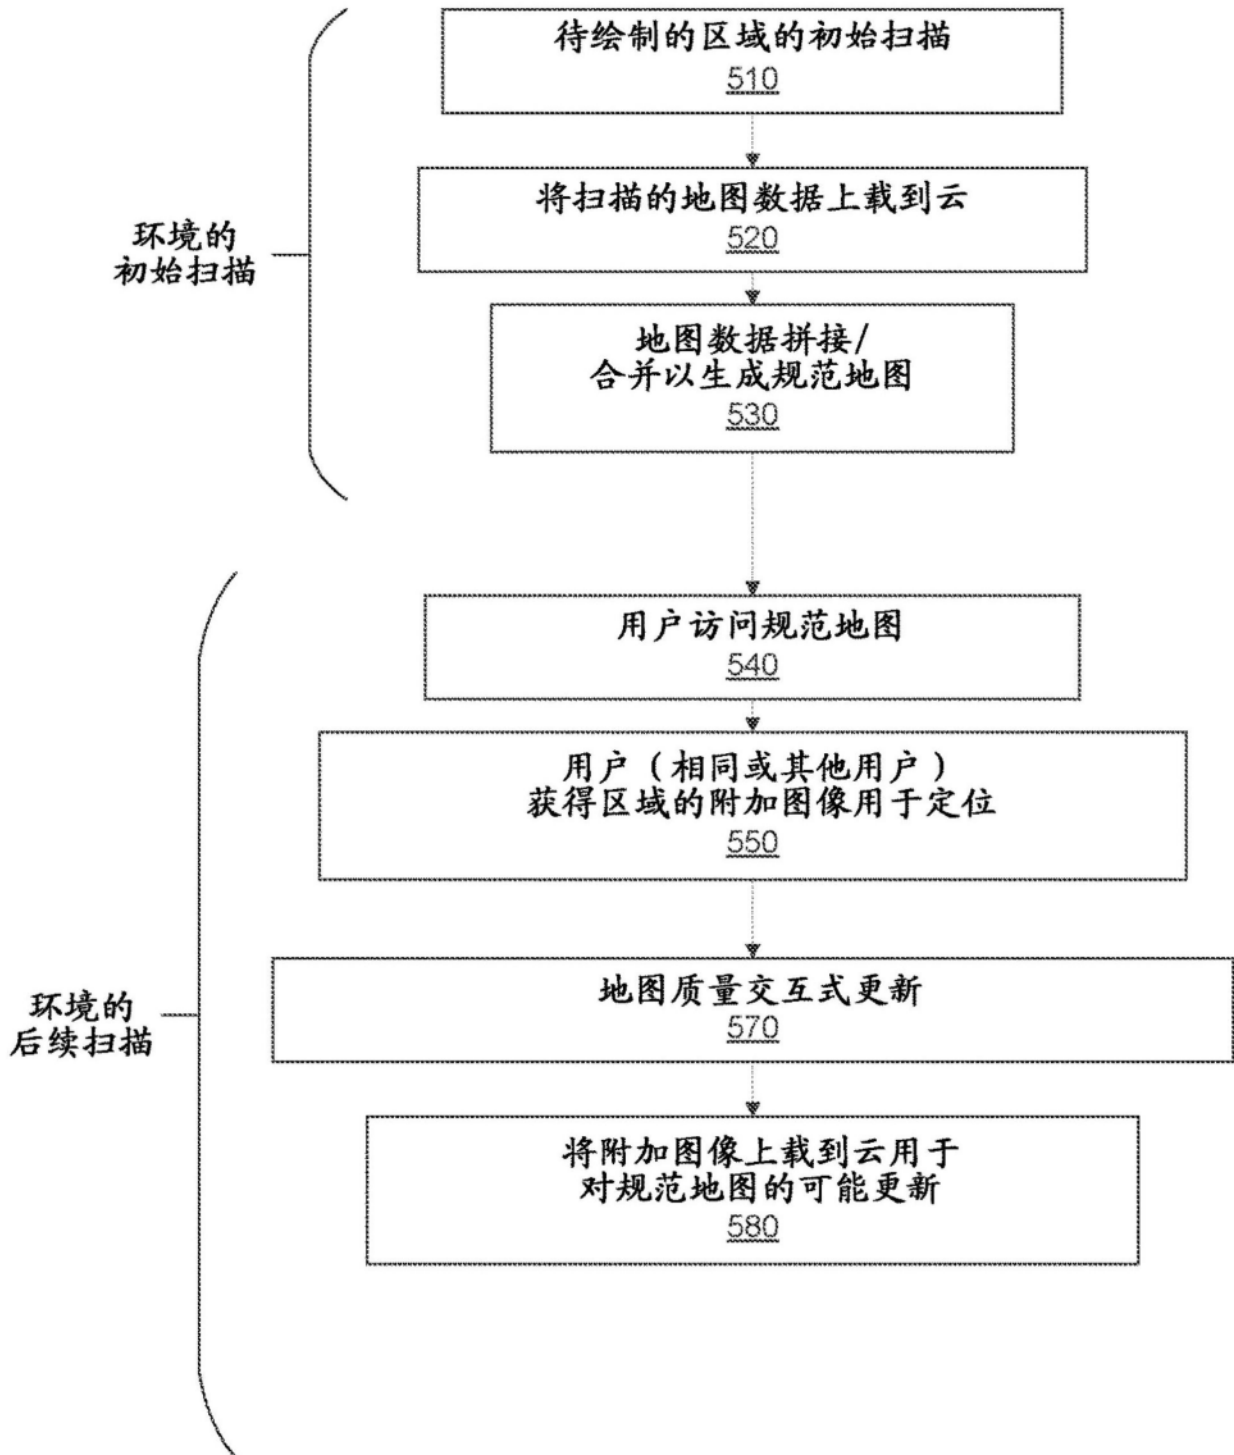 待绘制的区域的初始扫描
510
将扫描的地图数据上载到云
520
环境的
初始扫描
地图数据拼接/
合并以生成规范地图
530
用户访问规范地图
540
用户（相同或其他用户）
获得区域的附加图像用于定位
550
地图质量交互式更新
570
环境的
后续扫描
将附加图像上载到云用于
对规范地图的可能更新
580